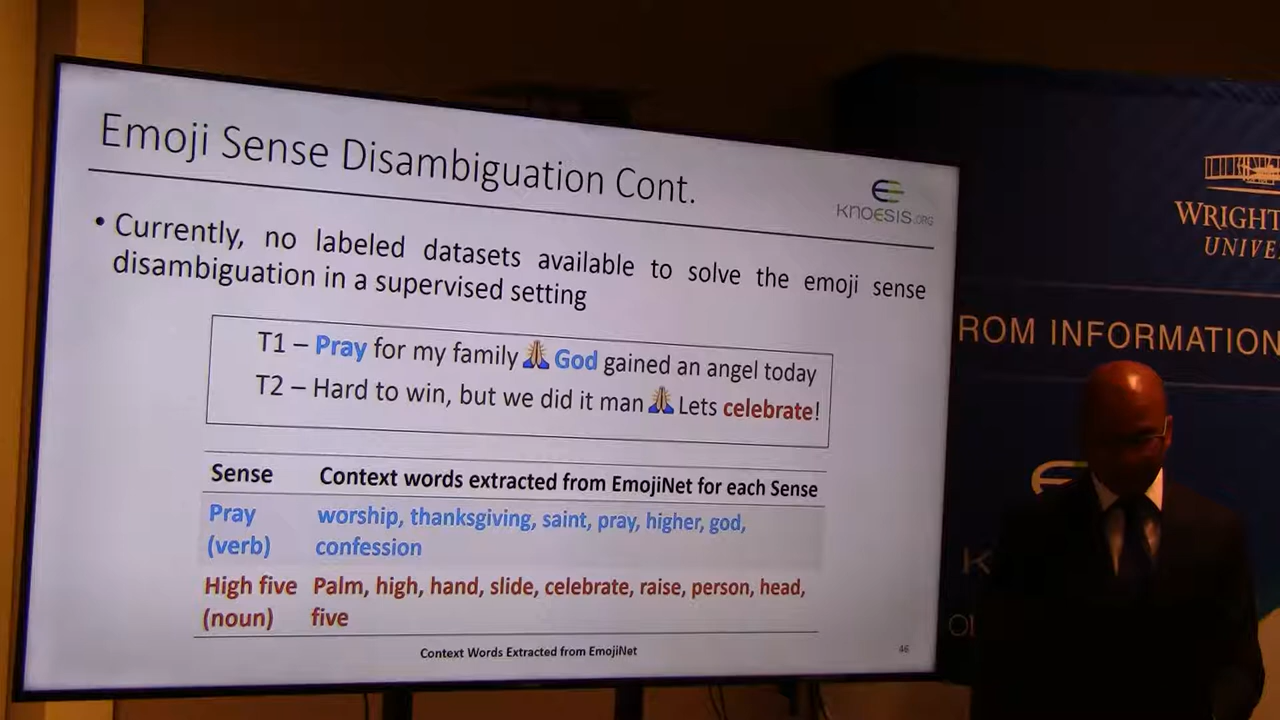 Emoji Sense Disambiguation Cont.
KNOESIS.ORG
• Currently, no labeled datasets available to solve the emoji sense
disambiguation in a supervised setting
T1 – Pray for my family 🙏 God gained an angel today
T2 – Hard to win, but we did it man 🙏 Lets celebrate!
Sense Context words extracted from EmojiNet for each Sense
Pray worship, thanksgiving, saint, pray, higher, god,
(verb) confession
High five Palm, high, hand, slide, celebrate, raise, person, head,
(noun) five
Context Words Extracted from EmojiNet
46
WRIGHT
UNIVE
ROM INFORMATION
K